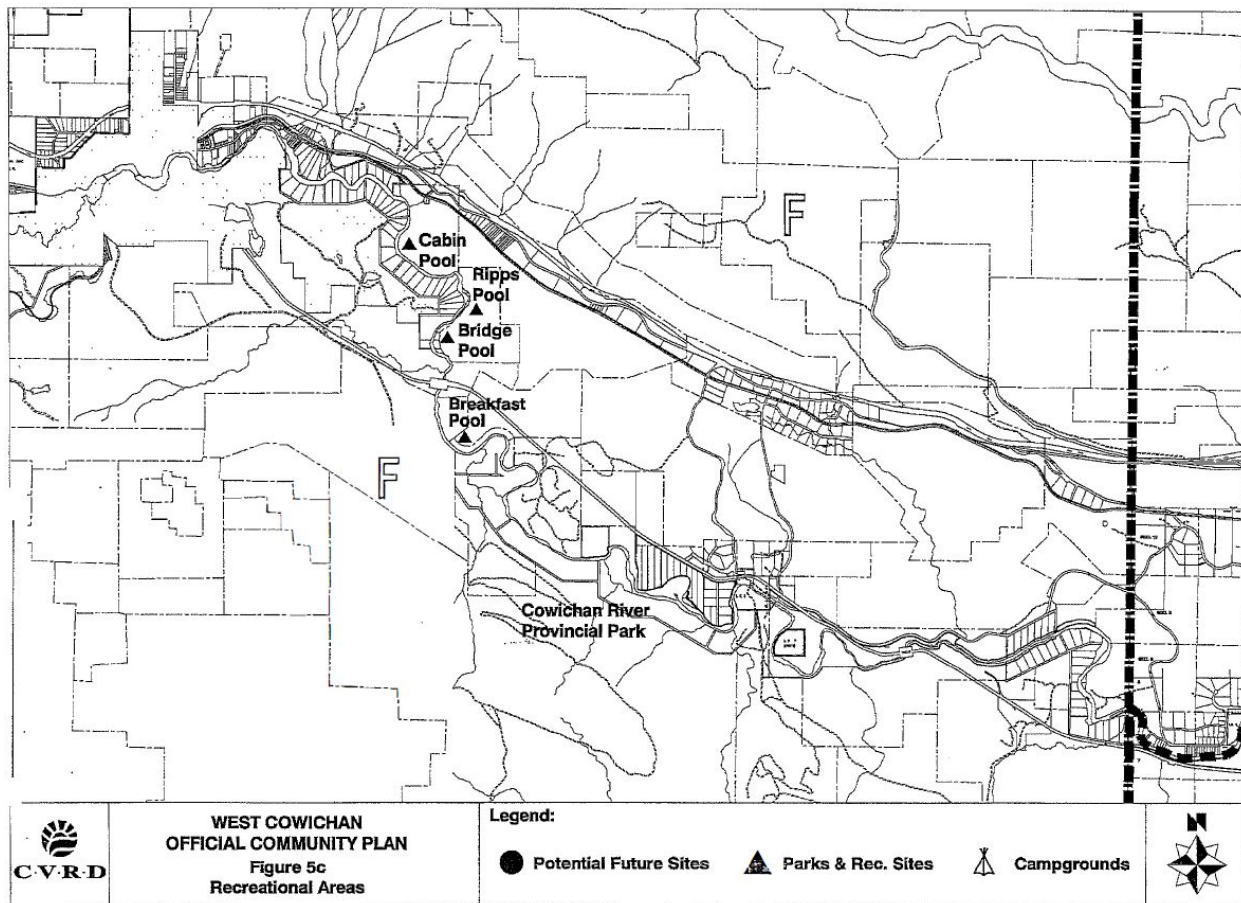 F
Cabin
Pool
Ripps
Pool
Bridge
Pool
Breakfast
Pool
F
Cowichan River
Provincial Park
C·V·R·D
WEST COWICHAN
OFFICIAL COMMUNITY PLAN
Figure 5c
Recreational Areas
Legend:
Potential Future Sites
Parks & Rec. Sites
Campgrounds
N